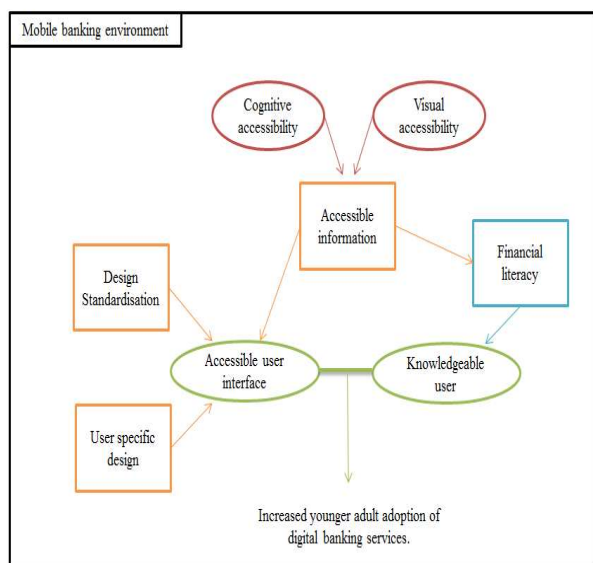 Mobile banking environment
Cognitive
accessibility
Visual
accessibility
Accessible
information
Financial
literacy
Design
Standardisation
Accessible user
interface
Knowledgeable
user
User specific
design
Increased younger adult adoption of
digital banking services.